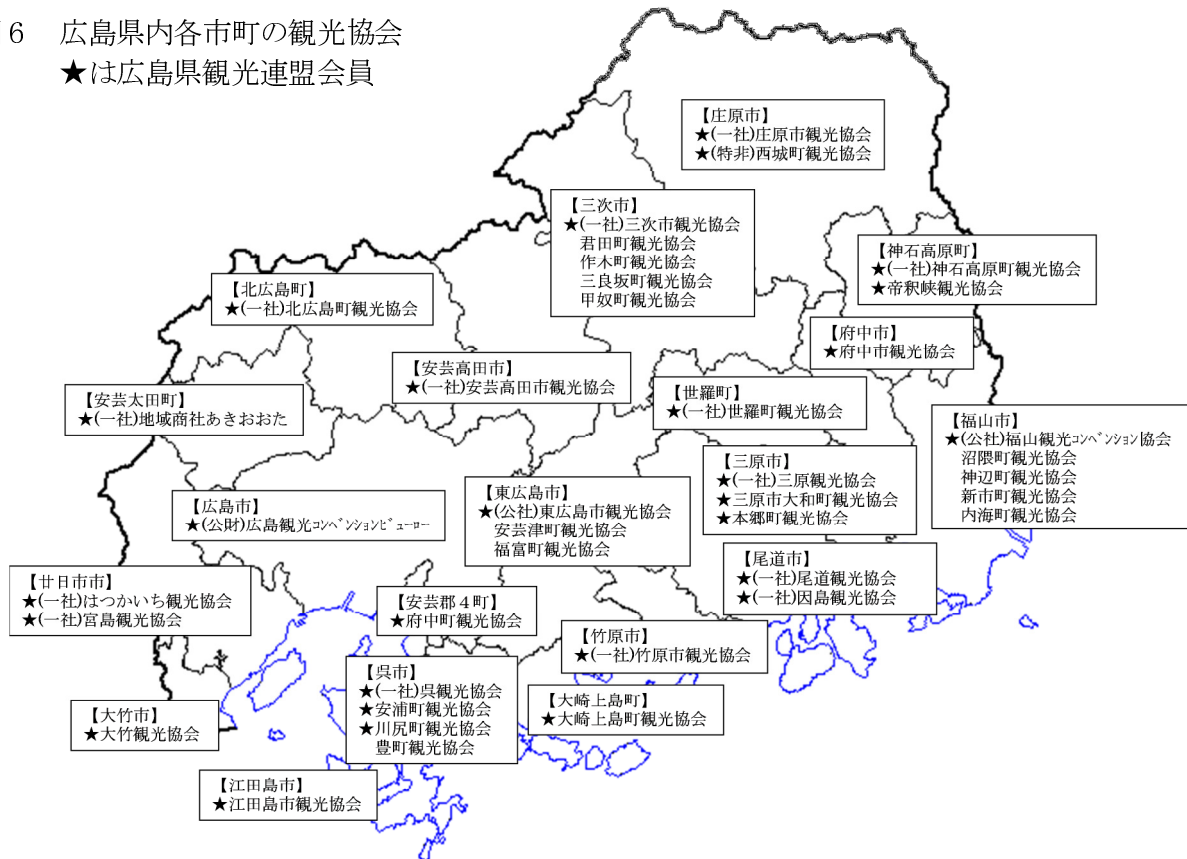 6 広島県内各市町の観光協会
★は広島県観光連盟会員
【庄原市】
★(一社)庄原市観光協会
★(特非)西城町観光協会
【三次市】
★(一社)三次市観光協会
君田町観光協会
作木町観光協会
三良坂町観光協会
甲奴町観光協会
【神石高原町】
★(一社)神石高原町観光協会
★帝釈峡観光協会
【北広島町】
★(一社)北広島町観光協会
【府中市】
★府中市観光協会
【安芸高田市】
★(一社)安芸高田市観光協会
【世羅町】
★(一社)世羅町観光協会
【安芸太田町】
★(一社)地域商社あきおおた
【福山市】
★(公社)福山観光ｺﾝﾍﾞﾝｼｮﾝ協会
沼隈町観光協会
神辺町観光協会
新市町観光協会
内海町観光協会
【三原市】
★(一社)三原観光協会
★三原市大和町観光協会
★本郷町観光協会
【東広島市】
★(公社)東広島市観光協会
安芸津町観光協会
福富町観光協会
【広島市】
★(公財)広島観光ｺﾝﾍﾞﾝｼｮﾝﾋﾞｭｰﾛｰ
【尾道市】
★(一社)尾道観光協会
★(一社)因島観光協会
【廿日市市】
★(一社)はつかいち観光協会
★(一社)宮島観光協会
【安芸郡４町】
★府中町観光協会
【竹原市】
★(一社)竹原市観光協会
【呉市】
★(一社)呉観光協会
★安浦町観光協会
★川尻町観光協会
豊町観光協会
【大崎上島町】
★大崎上島町観光協会
【大竹市】
★大竹観光協会
【江田島市】
★江田島市観光協会